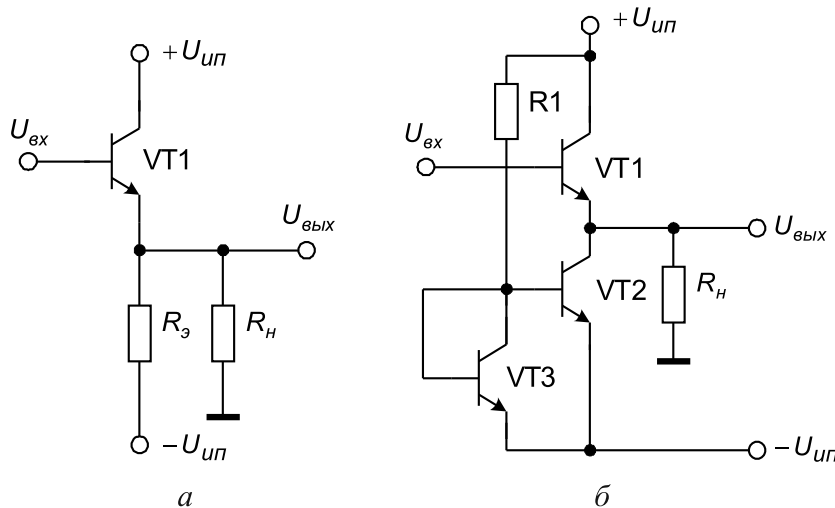 +Uип
Uвх
VT1
Uвых
Rэ
Rн
−Uип
а
+Uип
R1
Uвх
VT1
Uвых
VT2
Rн
VT3
−Uип
б